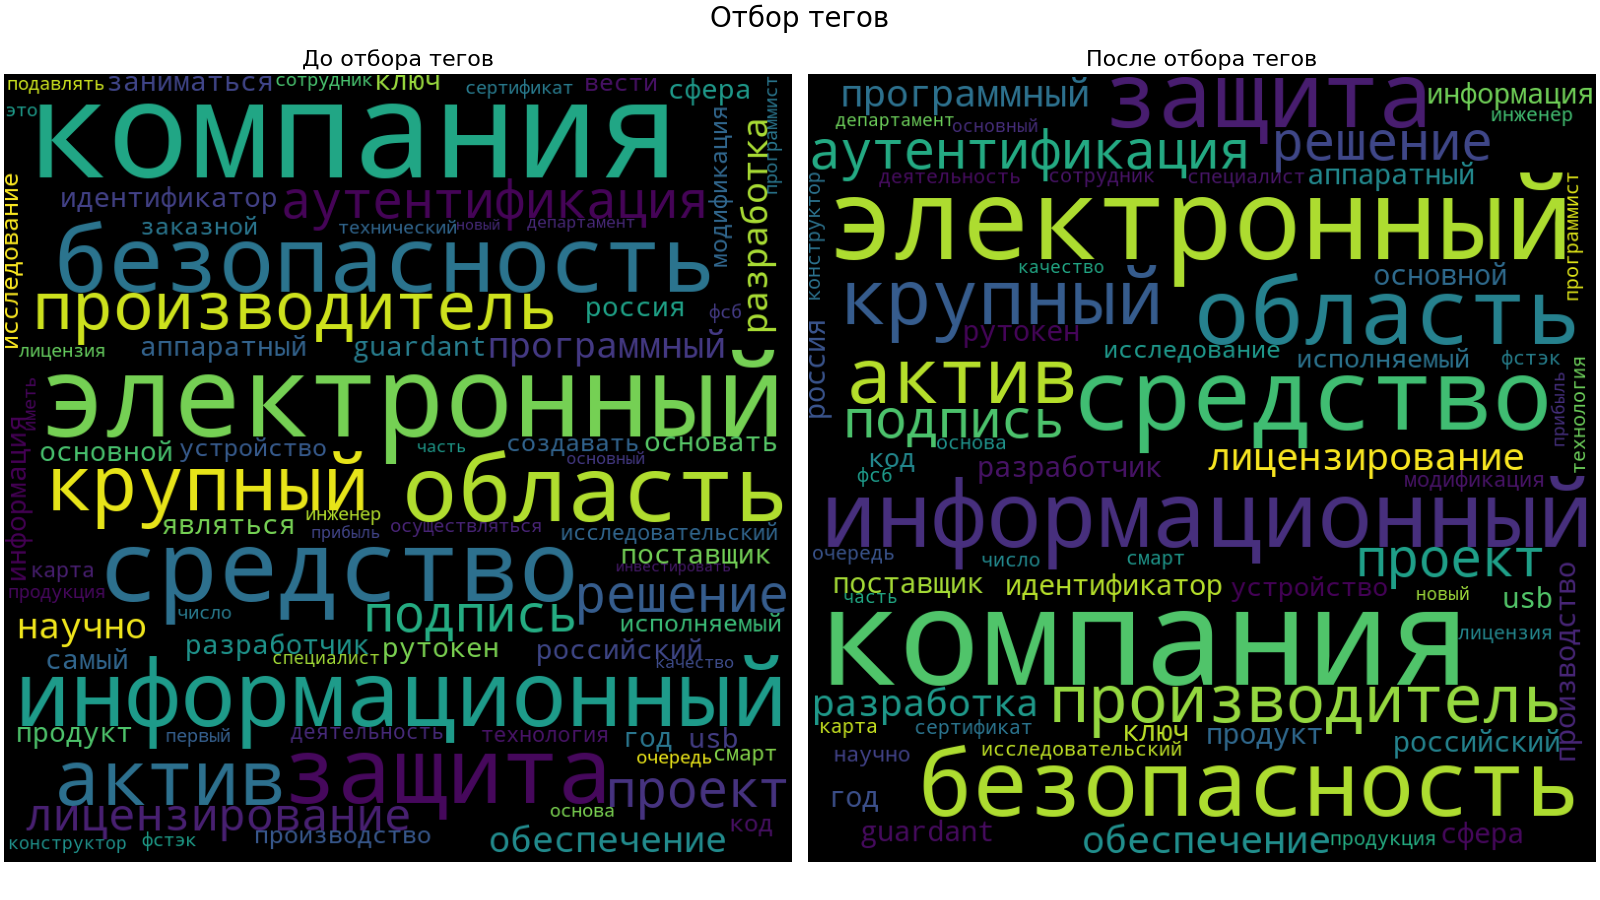 Отбор тегов
До отбора тегов
подавлять
заниматься
сотрудник
ключ
сертификат
вести
сфера
программист
это
компания
модификация
разработка
исследование
идентификатор
аутентификация
заказной
технический
новый
департамент
безопасность
производитель
россия
фсб
лицензия
аппаратный
guardant
программный
электронный
иметь
информация
основной
устройство
часть
создавать
основать
основный
крупный
область
являться
инженер
прибыль
осуществляться
исследовательский
средство
поставщик
инвестировать
карта
продукция
решение
число
научно
подпись
исполняемый
разработчик
рутокен
российский
самый
специалист
качество
информационный
продукт
первый
деятельность
технология
год
usb
очередь
смарт
актив
защита
проект
лицензирование
основа
код
конструктор
фстэк
производство
обеспечение
После отбора тегов
программный
защита
информация
инженер
департамент
основный
аутентификация
решение
деятельность
сотрудник
специалист
аппаратный
конструктор
электронный
программист
качество
основной
крупный
область
рутокен
россия
исследование
исполняемый
фстэк
актив
средство
прибыль
технология
подпись
основа
код
фсб
разработчик
лицензирование
модификация
информационный
очередь
число
смарт
проект
поставщик
идентификатор
устройство
часть
новый
usb
производство
компания
лицензия
разработка
производитель
карта
сертификат
ключ
продукт
российский
научно
исследовательский
безопасность
год
guardant
обеспечение
продукция
сфера